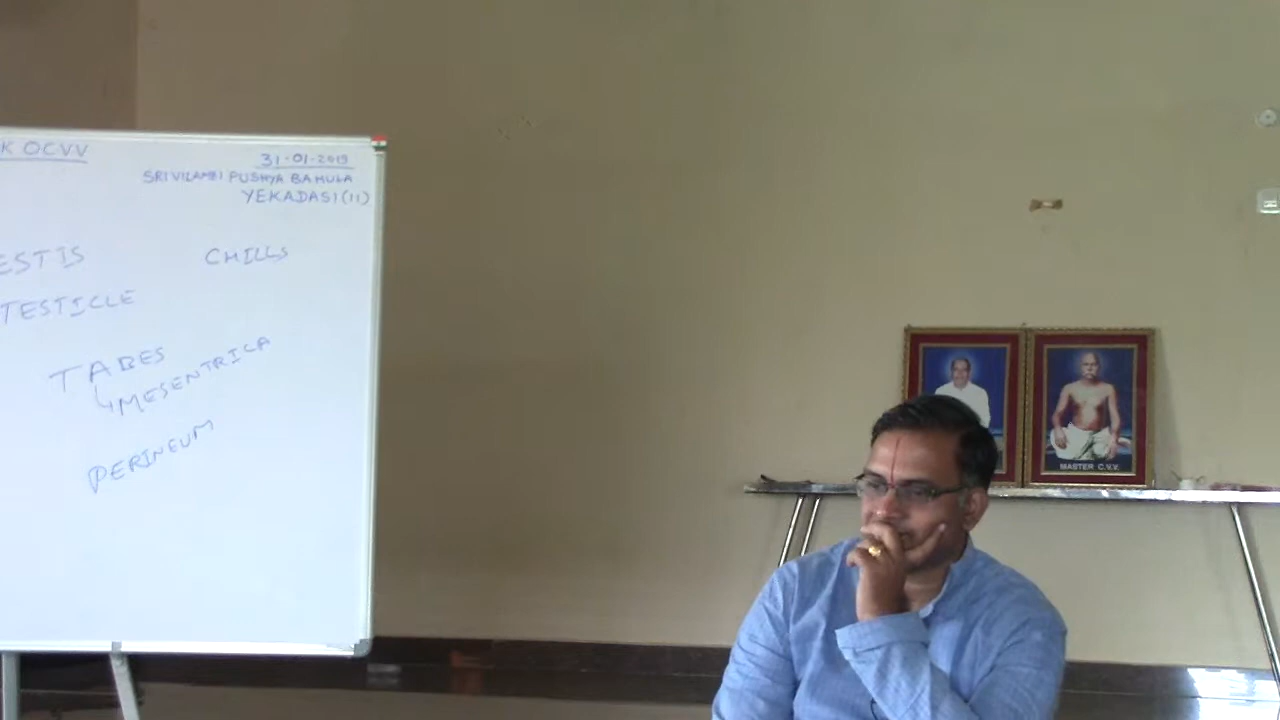 K OCVV
31-01-2019
SRI VILAMBI PUSHYA BAHULA
YEKADASI (11)
ESTIS
CHILLS
TESTICLE
TABES
MESENTRICA
PERINEUM
MASTER C.V.V.